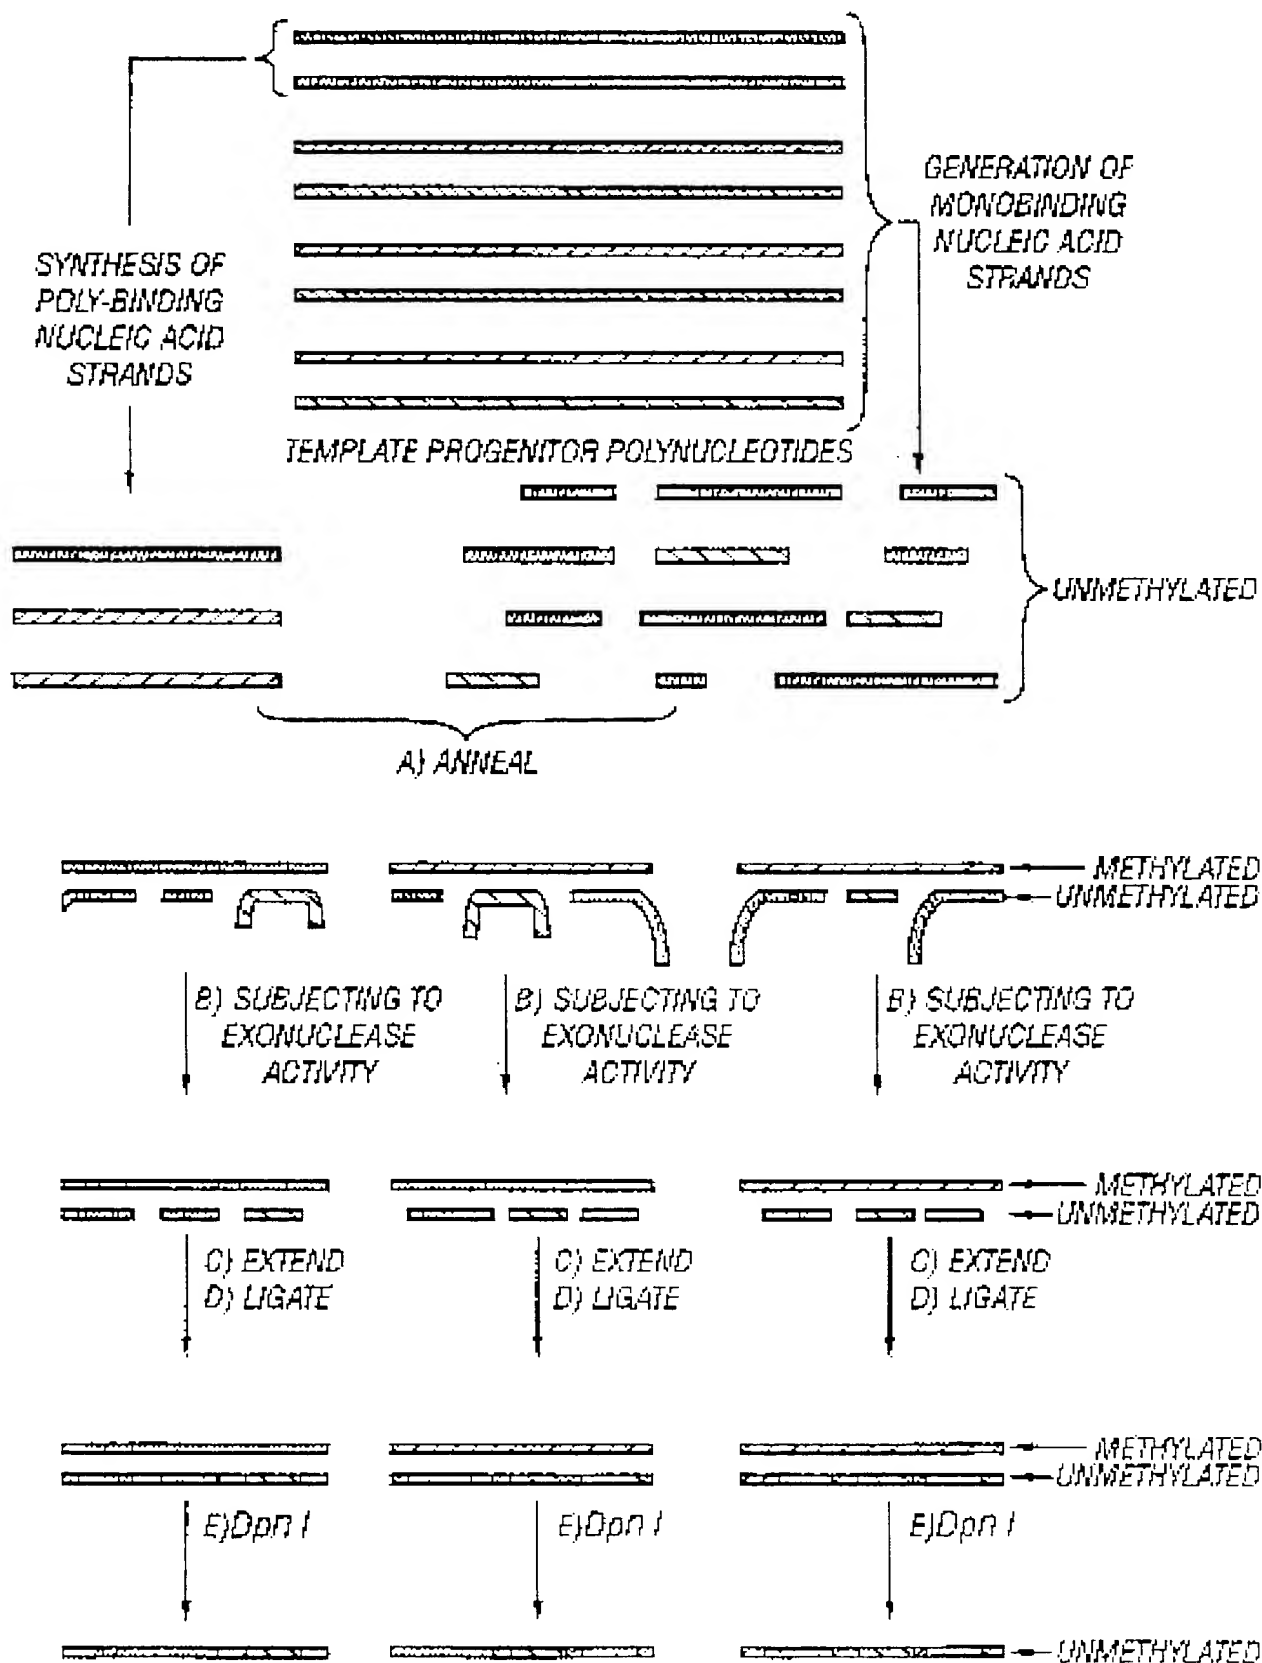 GENERATION OF
MONOBINDING
NUCLEIC ACID
STRANDS
SYNTHESIS OF
POLY-BINDING
NUCLEIC ACID
STRANDS
TEMPLATE PROGENITOR POLYNUCLEOTIDES
UNMETHYLATED
A) ANNEAL
METHYLATED
UNMETHYLATED
B) SUBJECTING TO
EXONUCLEASE
ACTIVITY
B) SUBJECTING TO
EXONUCLEASE
ACTIVITY
B) SUBJECTING TO
EXONUCLEASE
ACTIVITY
METHYLATED
UNMETHYLATED
C) EXTEND
D) LIGATE
C) EXTEND
D) LIGATE
C) EXTEND
D) LIGATE
METHYLATED
UNMETHYLATED
E)Dpn I
E)Dpn I
E)Dpn I
UNMETHYLATED